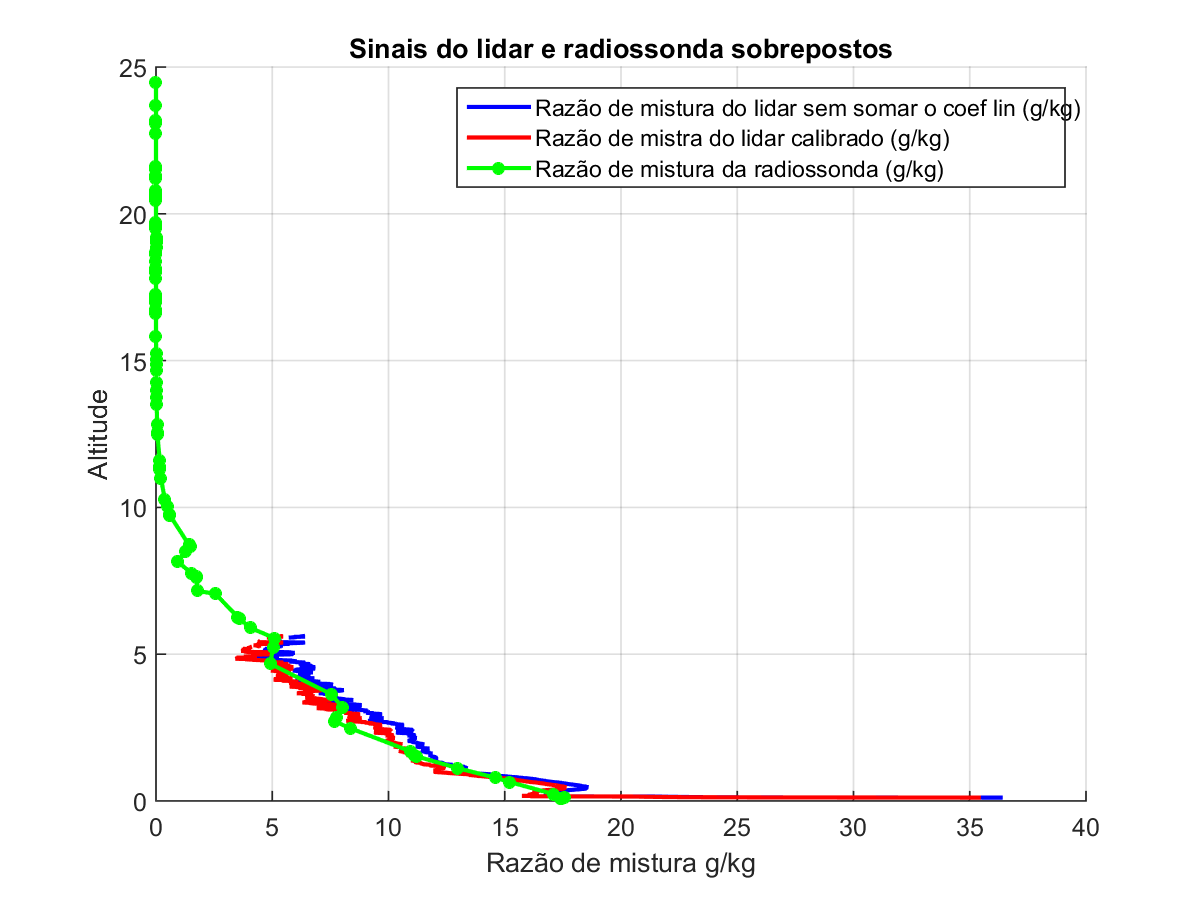 Sinais do lidar e radiossonda sobrepostos
25
Razão de mistura do lidar sem somar o coef lin (g/kg)
Razão de mistra do lidar calibrado (g/kg)
Razão de mistura da radiossonda (g/kg)
20
15
Altitude
10
5
0
0 5 10 15 20 25 30 35 40
Razão de mistura g/kg